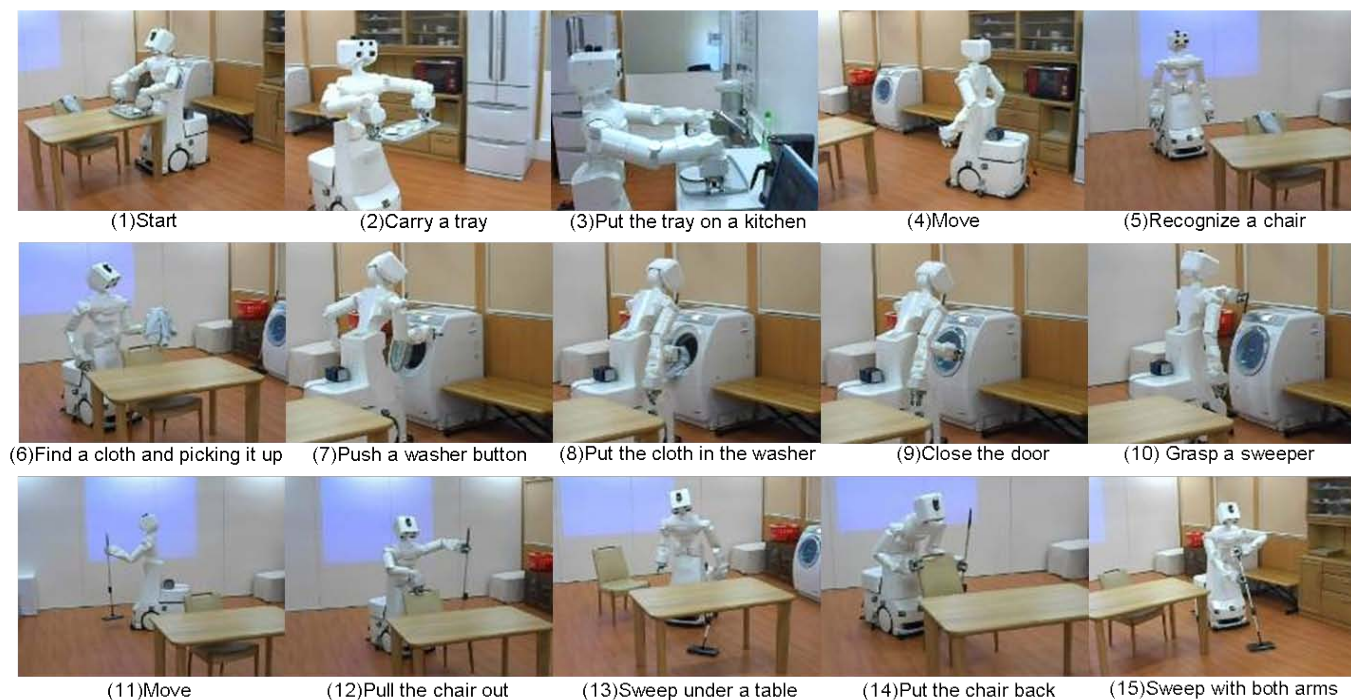 (1)Start
(2)Carry a tray
(3)Put the tray on a kitchen
(4)Move
(5)Recognize a chair
(6)Find a cloth and picking it up
(7)Push a washer button
(8)Put the cloth in the washer
(9)Close the door
(10) Grasp a sweeper
(11)Move
(12)Pull the chair out
(13)Sweep under a table
(14)Put the chair back
(15)Sweep with both arms